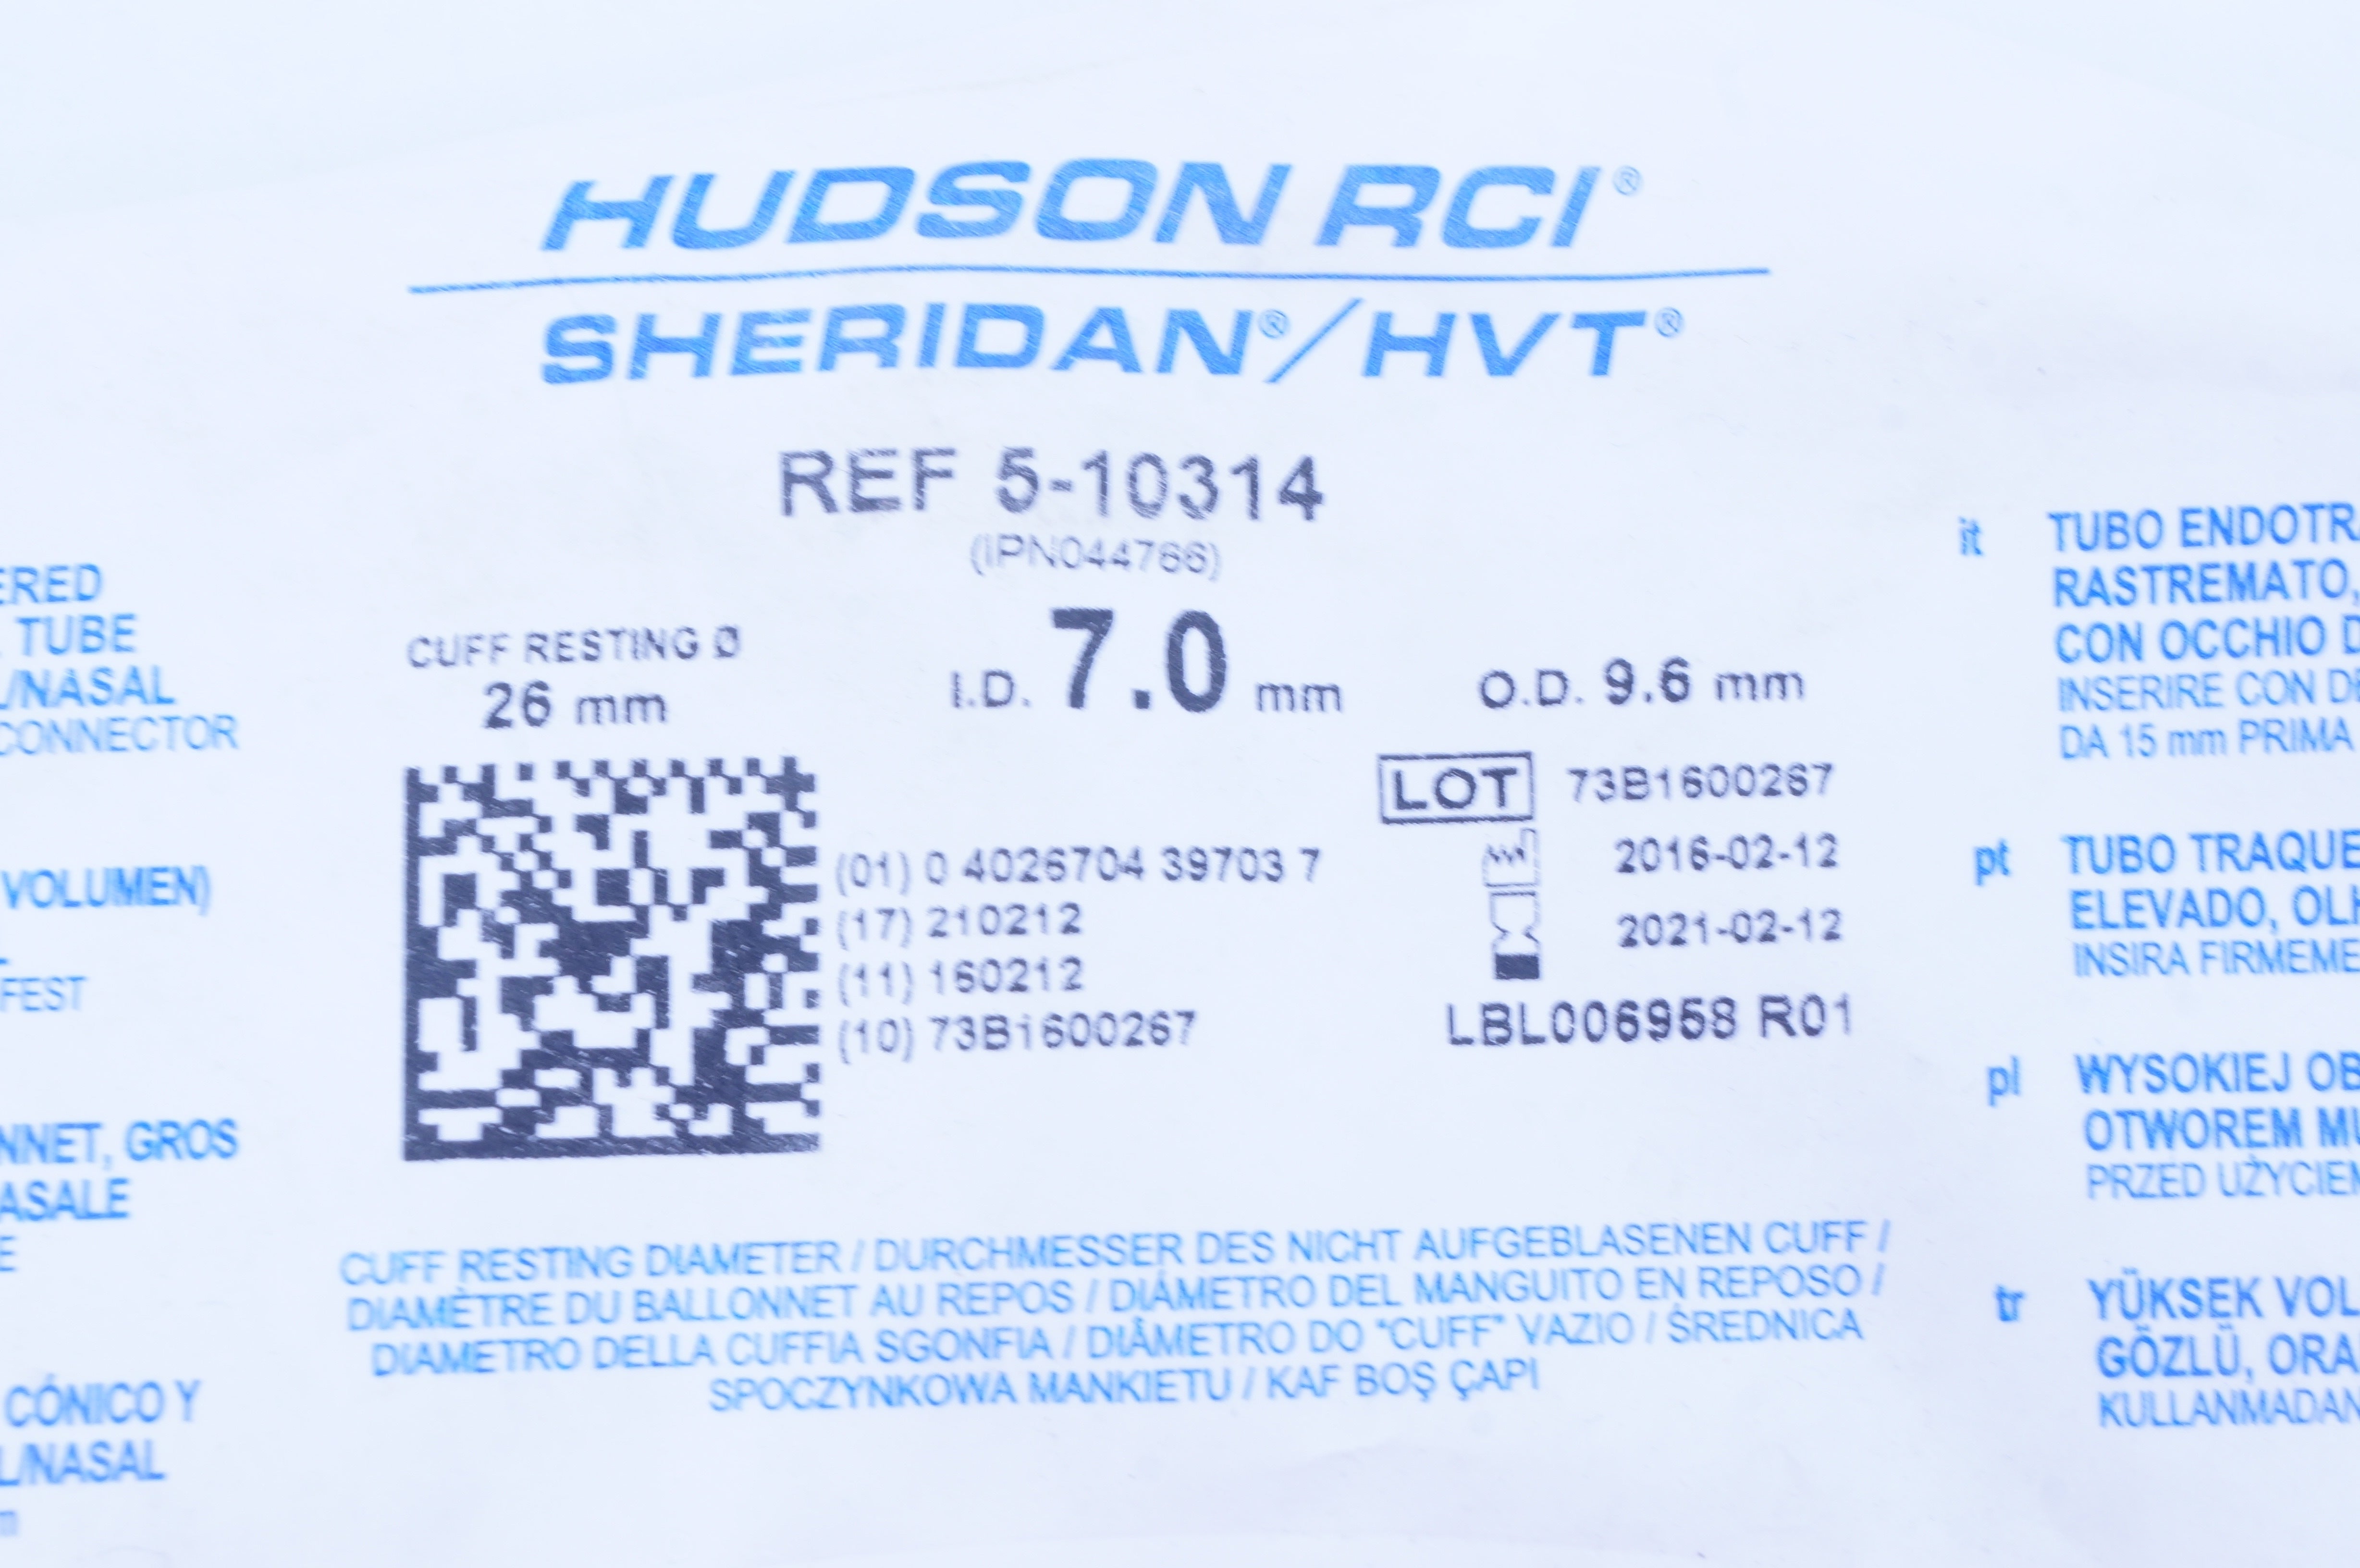 HUDSON RCI®
SHERIDAN®/HVT®
REF 5-10314
(IPN044766)
CUFF RESTING Ø
26 mm
I.D. 7.0 mm
O.D. 9.6 mm
LOT 73B1600267
2016-02-12
2021-02-12
LBL006958 R01
(01) 0 4026704 39703 7
(17) 210212
(11) 160212
(10) 73B1600267
CUFF RESTING DIAMETER / DURCHMESSER DES NICHT AUFGEBLASENEN CUFF /
DIAMÈTRE DU BALLONNET AU REPOS / DIÁMETRO DEL MANGUITO EN REPOSO /
DIAMETRO DELLA CUFFIA SGONFIA / DIÂMETRO DO "CUFF" VAZIO / ŚREDNICA
SPOCZYNKOWA MANKIETU / KAF BOŞ ÇAPI
ERED
TUBE
L/NASAL
CONNECTOR
VOLUMEN)
FEST
NNET, GROS
ASALE
E
CÓNICO Y
L/NASAL
it TUBO ENDOTRA
RASTREMATO,
CON OCCHIO D
INSERIRE CON DE
DA 15 mm PRIMA
pt TUBO TRAQUE
ELEVADO, OLH
INSIRA FIRMEME
pl WYSOKIEJ OB
OTWOREM MU
PRZED UŻYCIEM
tr YÜKSEK VOL
GÖZLÜ, ORA
KULLANMADAN